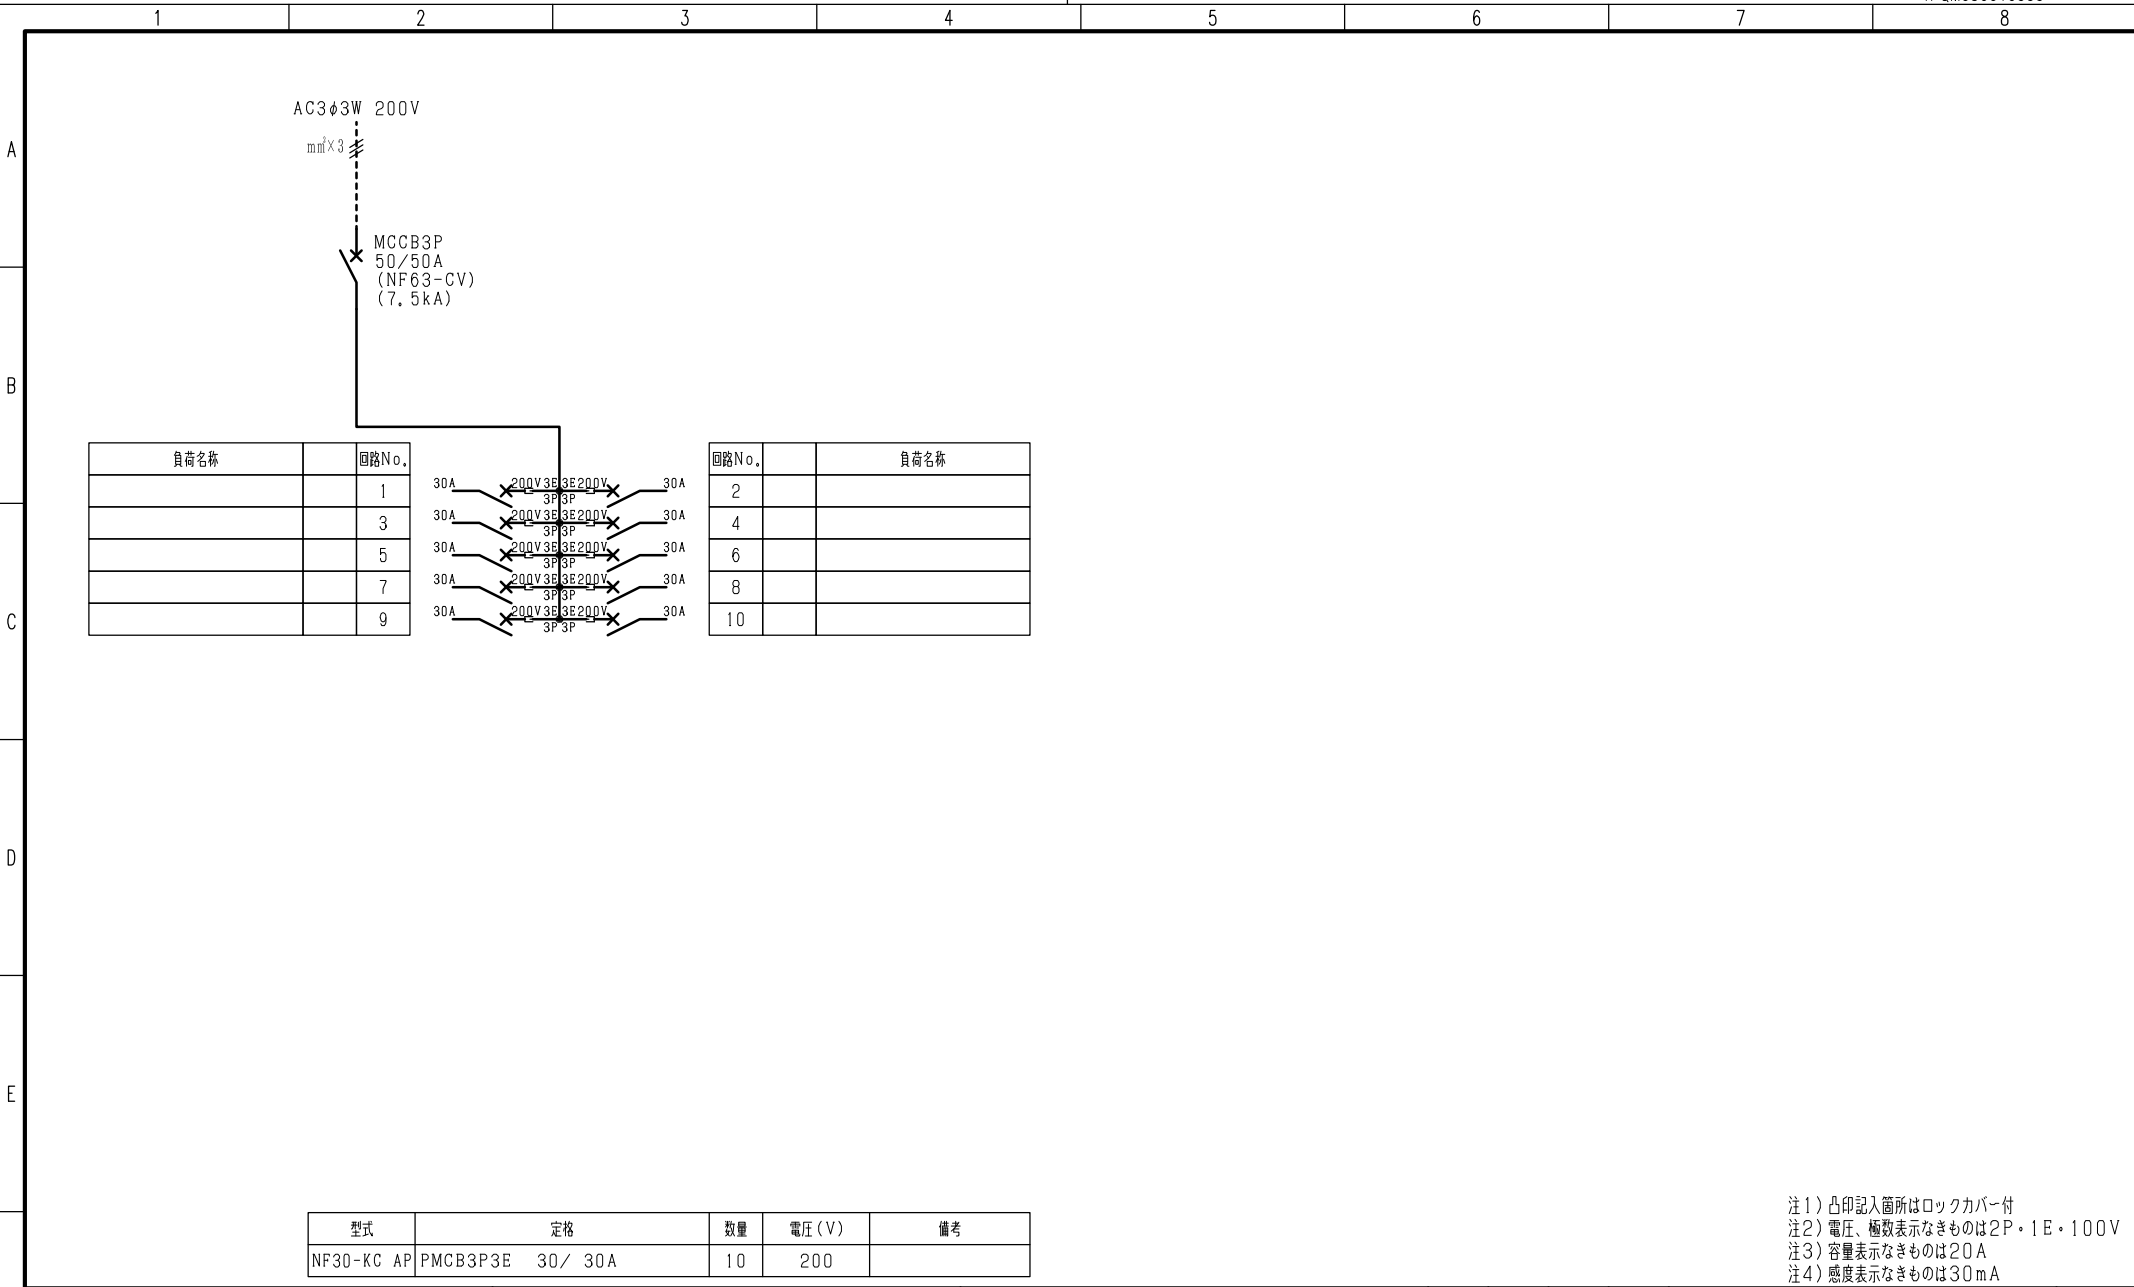 1 2 3 4 5 6 7 8
A
B
C
D
E
AC3φ3W 200V
mm²×3
MCCB3P
50/50A
(NF63-CV)
(7.5kA)
負荷名称 回路No. 回路No. 負荷名称
1 30A 200V 3E 3E 200V 30A 2
3P 3P
3 30A 200V 3E 3E 200V 30A 4
3P 3P
5 30A 200V 3E 3E 200V 30A 6
3P 3P
7 30A 200V 3E 3E 200V 30A 8
3P 3P
9 30A 200V 3E 3E 200V 30A 10
3P 3P
型式 定格 数量 電圧(V) 備考
NF30-KC AP PMCB3P3E 30/ 30A 10 200
注1)凸印記入箇所はロックカバー付
注2)電圧、極数表示なきものは2P・1E・100V
注3)容量表示なきものは20A
注4)感度表示なきものは30mA